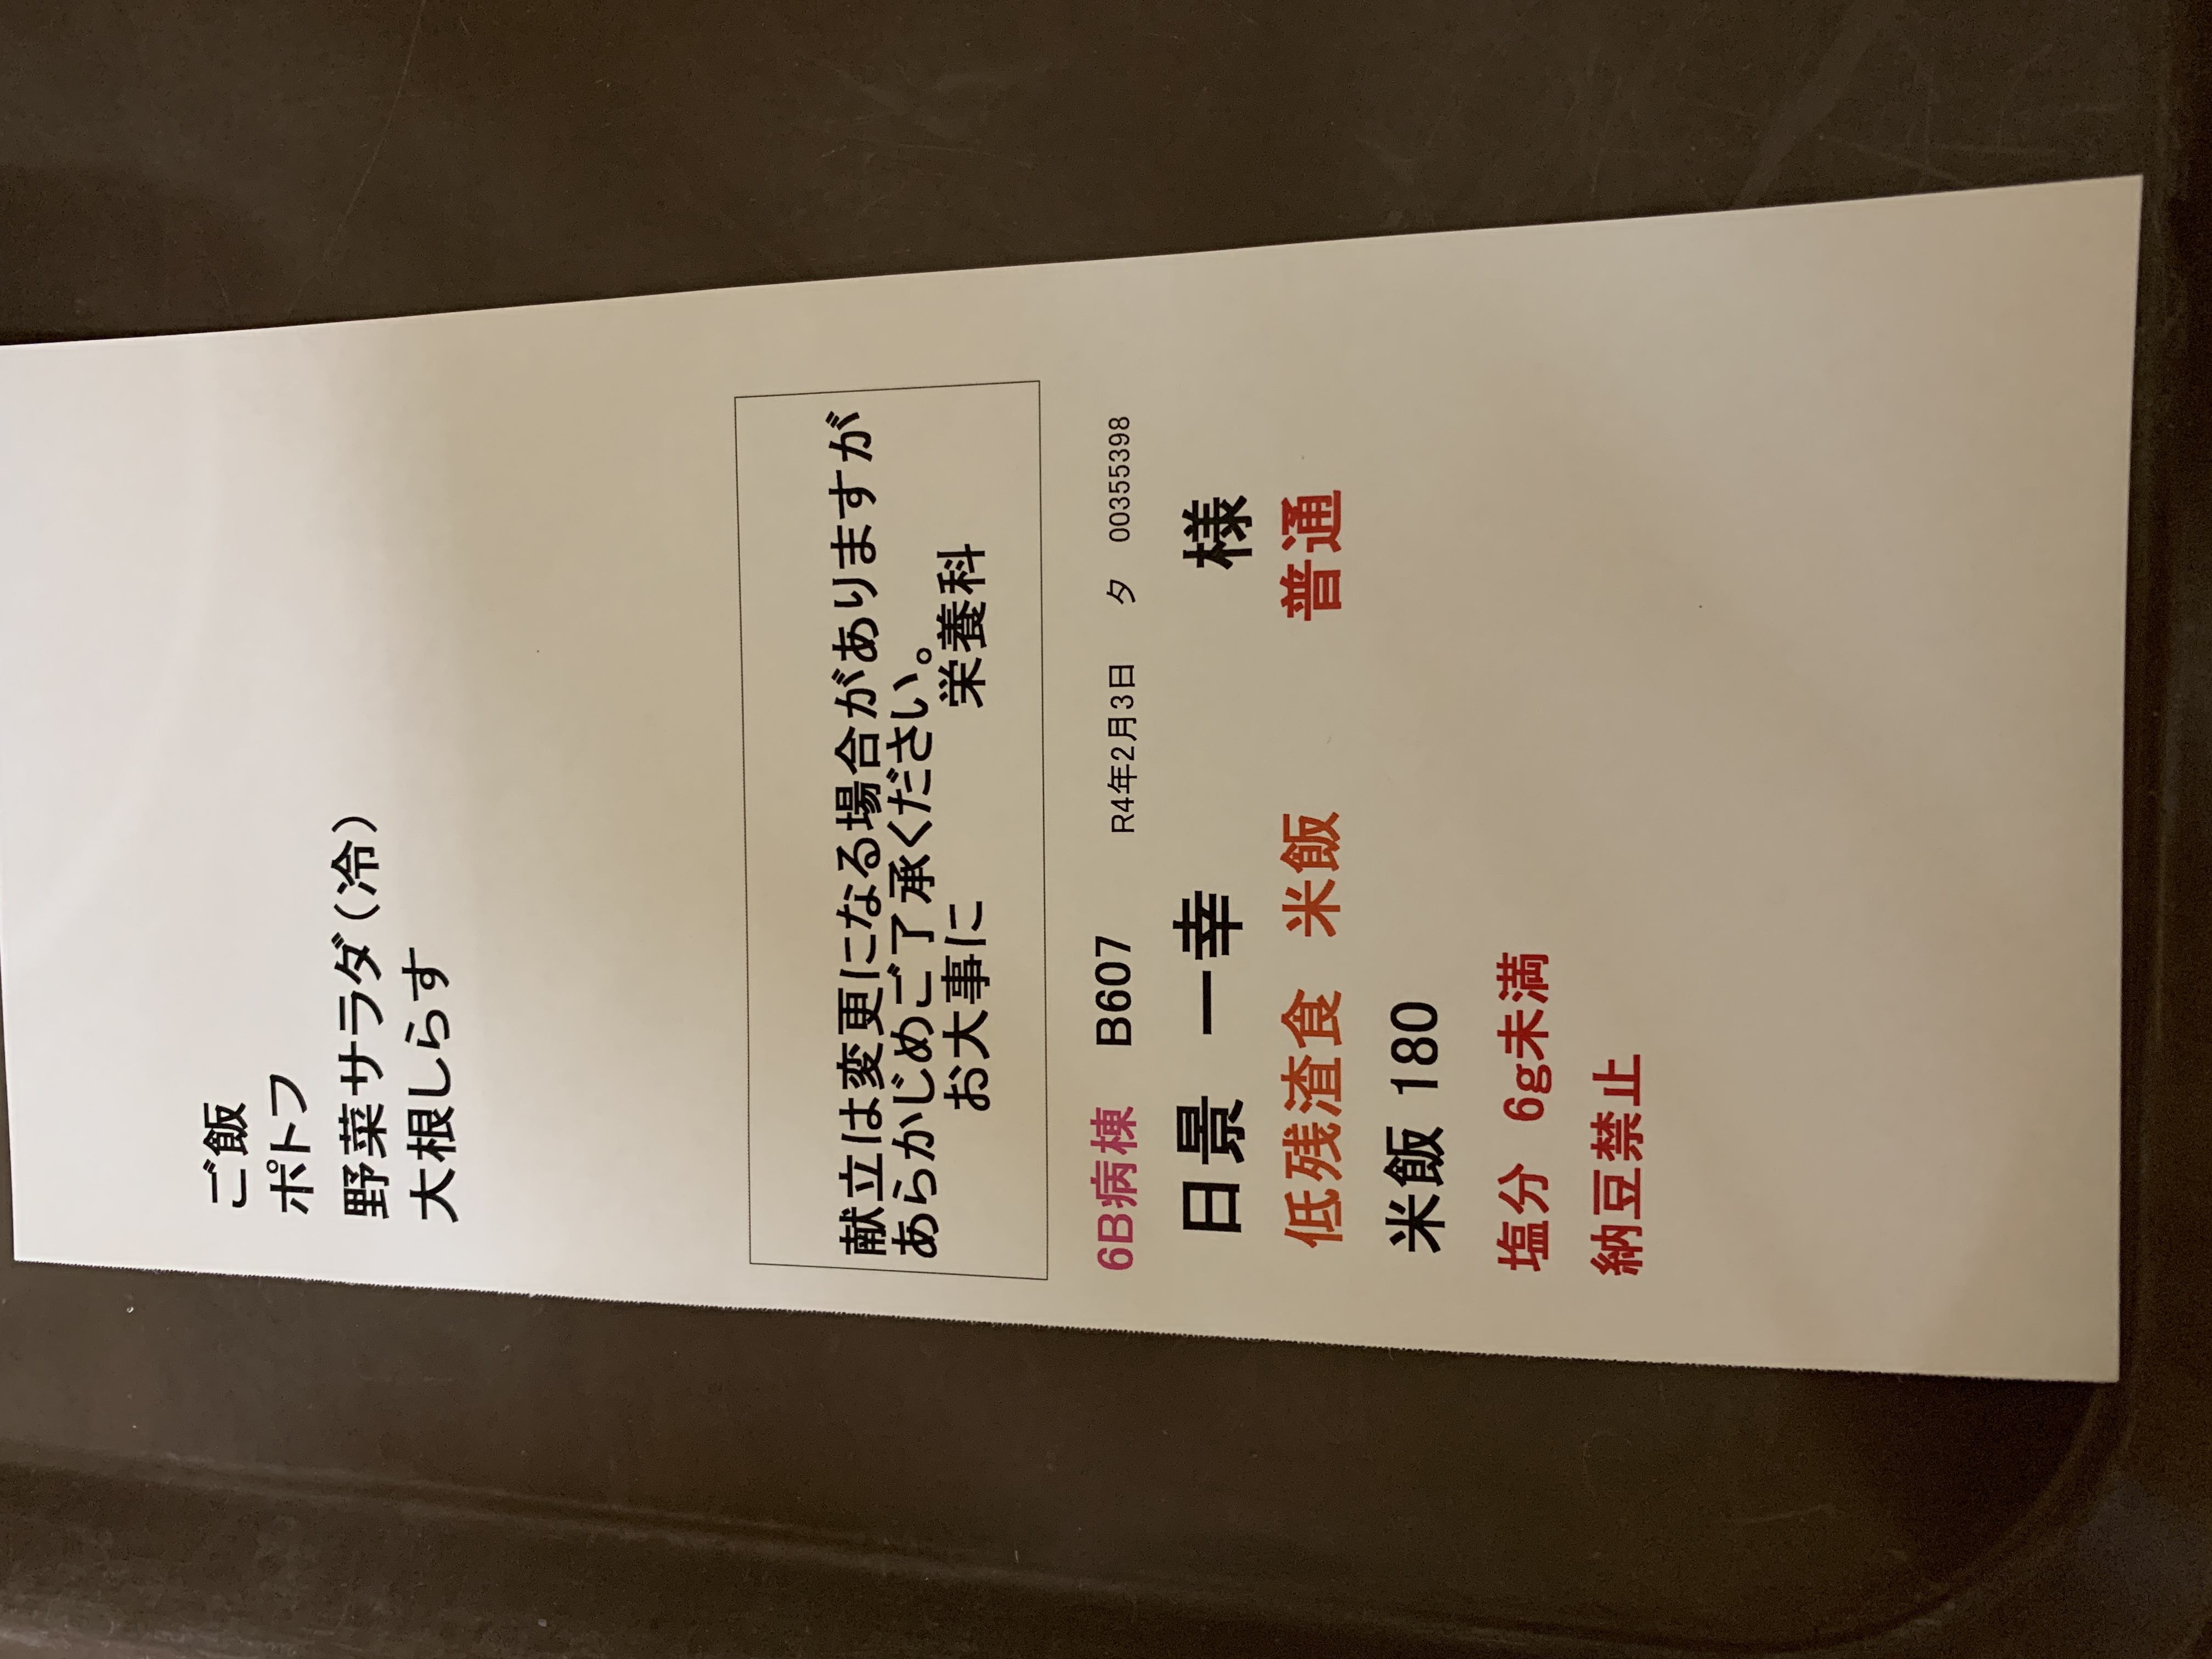 ご飯
ポトフ
野菜サラダ（冷）
大根しらす
献立は変更になる場合がありますが
あらかじめご了承ください。
お大事に 栄養科
6B病棟 B607 R4年2月3日 夕 00355398
日景 一幸 様
低残渣食 米飯 普通
米飯 180
塩分 6g未満
納豆禁止